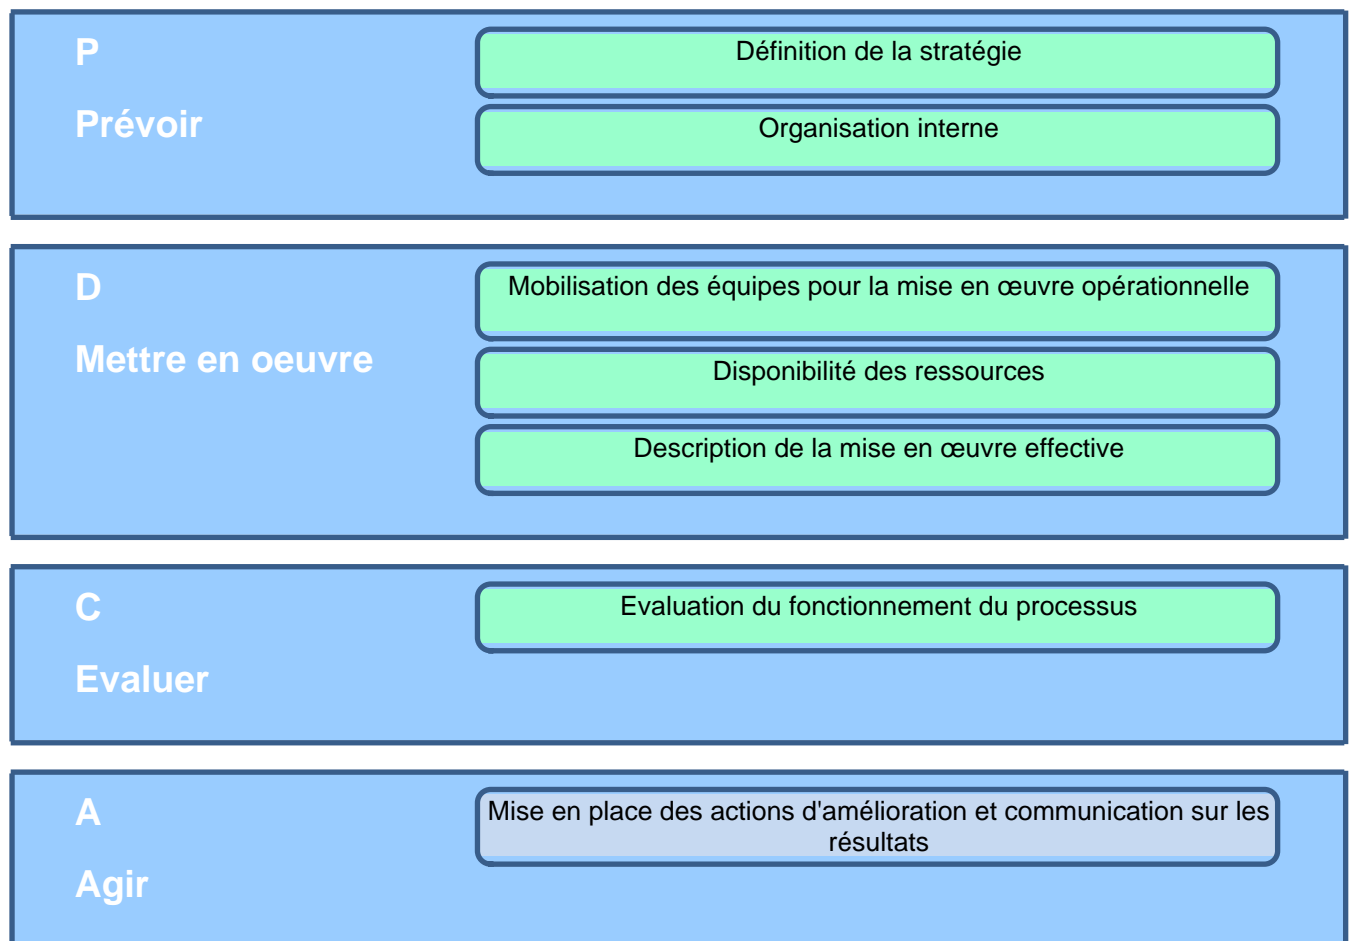 P
Prévoir
Définition de la stratégie
Organisation interne
D
Mettre en oeuvre
Mobilisation des équipes pour la mise en œuvre opérationnelle
Disponibilité des ressources
Description de la mise en œuvre effective
C
Evaluer
Evaluation du fonctionnement du processus
A
Agir
Mise en place des actions d'amélioration et communication sur les
résultats